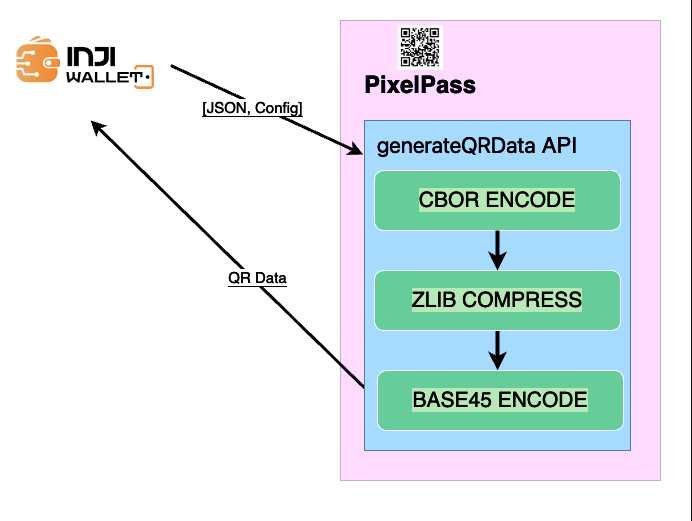 INJI
WALLET
PixelPass
[JSON, Config]
generateQRData API
CBOR ENCODE
QR Data
ZLIB COMPRESS
BASE45 ENCODE